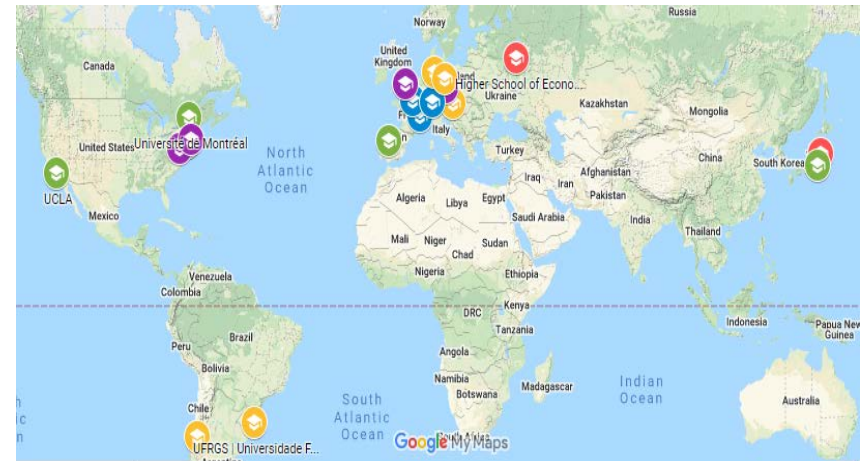 Russia
Norway
Canada
United
Kingdom
land
Higher School of Econo...
Ukraine
Kazakhstan
Mongolia
Fr
Italy
United States
Université de Montréal
North
Atlantic
Ocean
Turkey
China
South Korea
UCLA
Mexico
Algeria
Libya
Egypt
Iraq
Iran
Afghanistan
Pakistan
Saudi Arabia
India
Thailand
Mali
Niger
Chad
Sudan
Nigeria
Ethiopia
Venezuela
Colombia
DRC
Kenya
Tanzania
Indonesia
Papua New
Guinea
Peru
Brazil
Bolivia
Angola
Namibia
Botswana
Madagascar
Indian
Ocean
Australia
Chile
South
Atlantic
Ocean
UFRGS | Universidade F...
Google My Maps